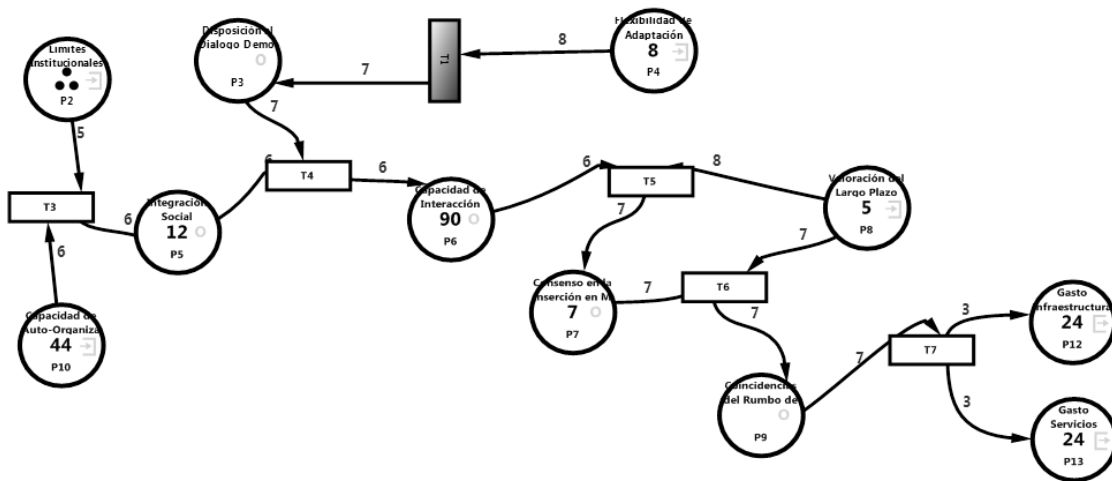 Límites
Institucionales
P2
Disposición al
Dialogo Demo
P3
T1
Flexibilidad de
Adaptación
8
P4
8
7
5
7
T3
6
6
Capacidad de
Auto-Organiza
44
P10
Integración
Social
12
P5
6
T4
6
Capacidad de
Interacción
90
P6
6
T5
8
Valoración del
Largo Plazo
5
P8
7
7
Consenso en la
Inserción en M
7
P7
7
T6
7
Coincidencias
del Rumbo de
P9
7
T7
3
Gasto
Infraestructura
24
P12
3
Gasto
Servicios
24
P13